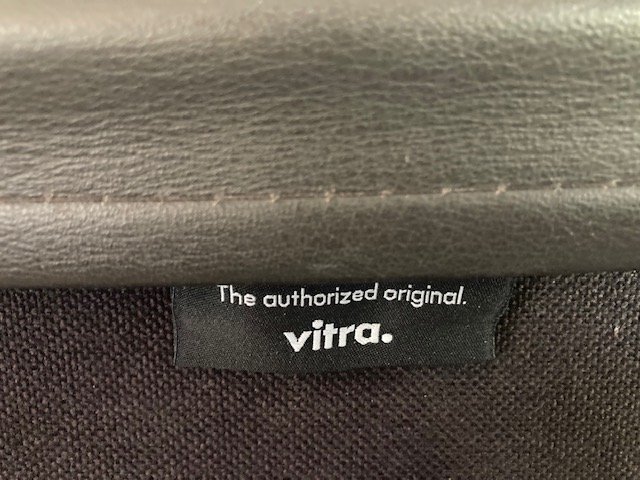 The authorized original.
vitra.